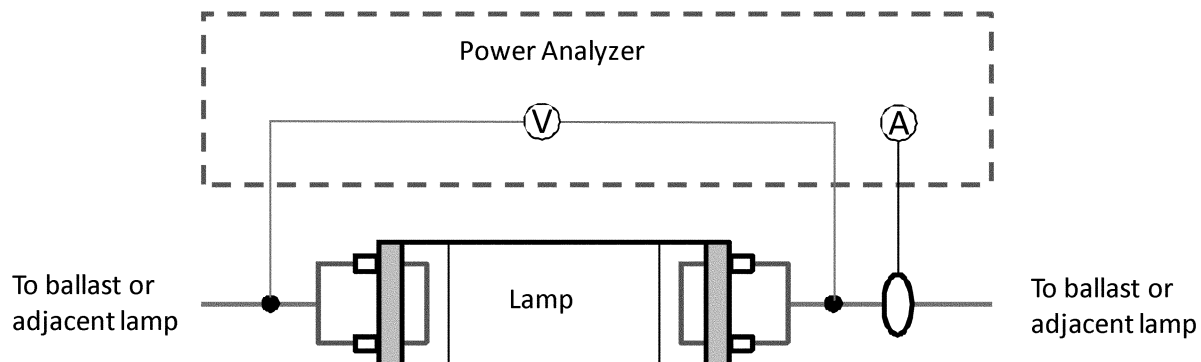 Power Analyzer
V
A
To ballast or
adjacent lamp
Lamp
To ballast or
adjacent lamp